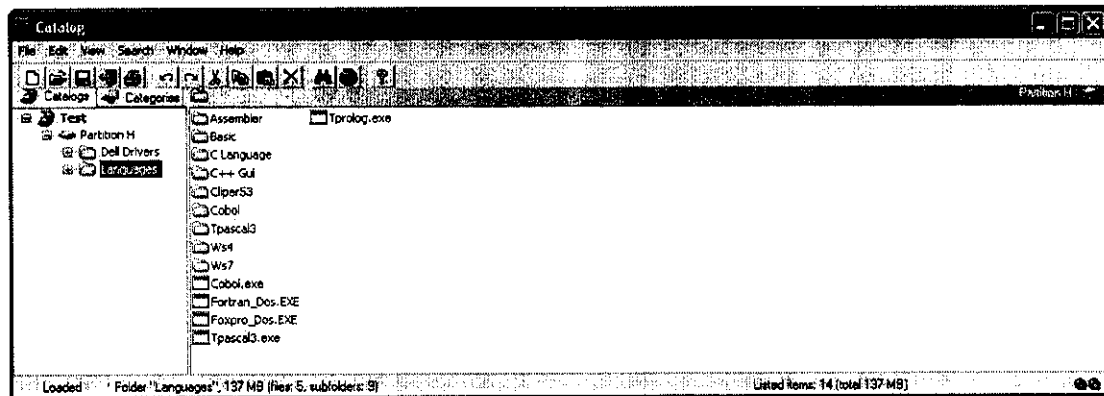 Catalog
File Edit View Search Window Help
Catalogs Categories Partition H
Test
Partition H
Dell Drivers
Languages
Assembler Tprolog.exe
Basic
C Language
C++ Gui
Cliper53
Cobol
Tpascal3
Ws4
Ws7
Cobol.exe
Fortran_Dos.EXE
Foxpro_Dos.EXE
Tpascal3.exe
Loaded Folder "Languages", 137 MB (files: 5, subfolders: 9) Listed items: 14 (total 137 MB)